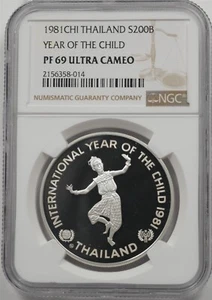 1981CHI THAILAND S200B
YEAR OF THE CHILD
PF 69 ULTRA CAMEO
2156358-014
NUMISMATIC GUARANTY COMPANY
NGC
INTERNATIONAL YEAR OF THE CHILD 1981
THAILAND